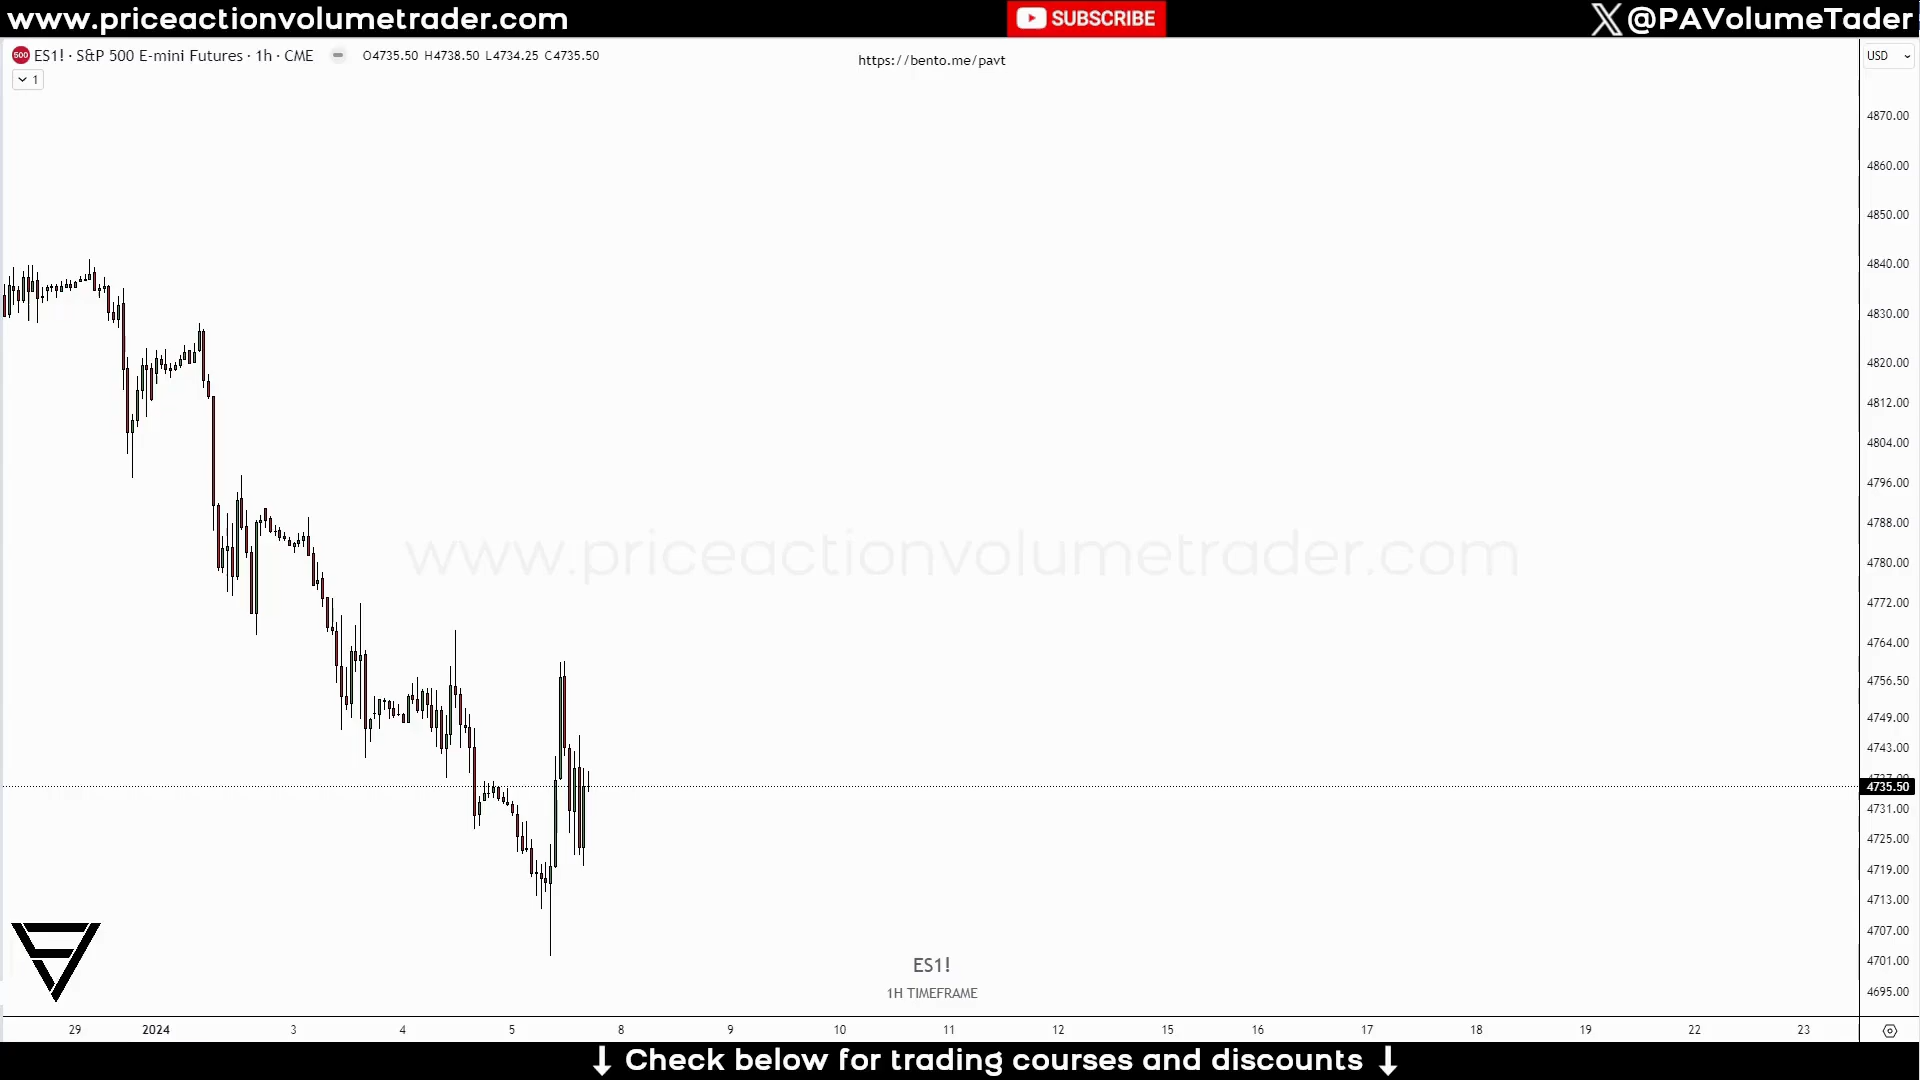 www.priceactionvolumetrader.com
SUBSCRIBE
@PAVolumeTader
500 ES1! · S&P 500 E-mini Futures · 1h · CME O4735.50 H4738.50 L4734.25 C4735.50
https://bento.me/pavt
USD
1
4870.00
4860.00
4850.00
4840.00
4830.00
4820.00
4812.00
4804.00
4796.00
4788.00
www.priceactionvolumetrader.com
4780.00
4772.00
4764.00
4756.50
4749.00
4743.00
4737.00
4735.50
4731.00
4725.00
4719.00
4713.00
4707.00
4701.00
4695.00
ES1!
1H TIMEFRAME
29 2024 3 4 5 8 9 10 11 12 15 16 17 18 19 22 23
↓ Check below for trading courses and discounts ↓